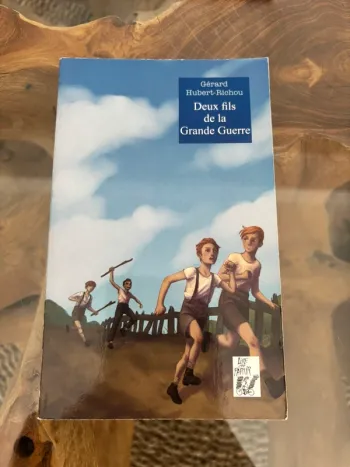 Gérard
Hubert-Richou
Deux fils
de la
Grande Guerre